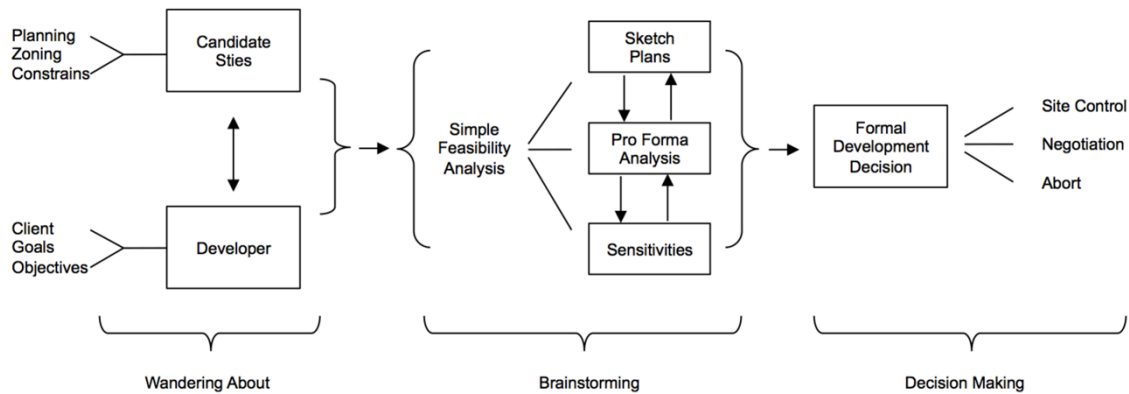 Planning
Zoning
Constrains
Candidate
Sties
Client
Goals
Objectives
Developer
Simple
Feasibility
Analysis
Sketch
Plans
Pro Forma
Analysis
Sensitivities
Formal
Development
Decision
Site Control
Negotiation
Abort
Wandering About
Brainstorming
Decision Making